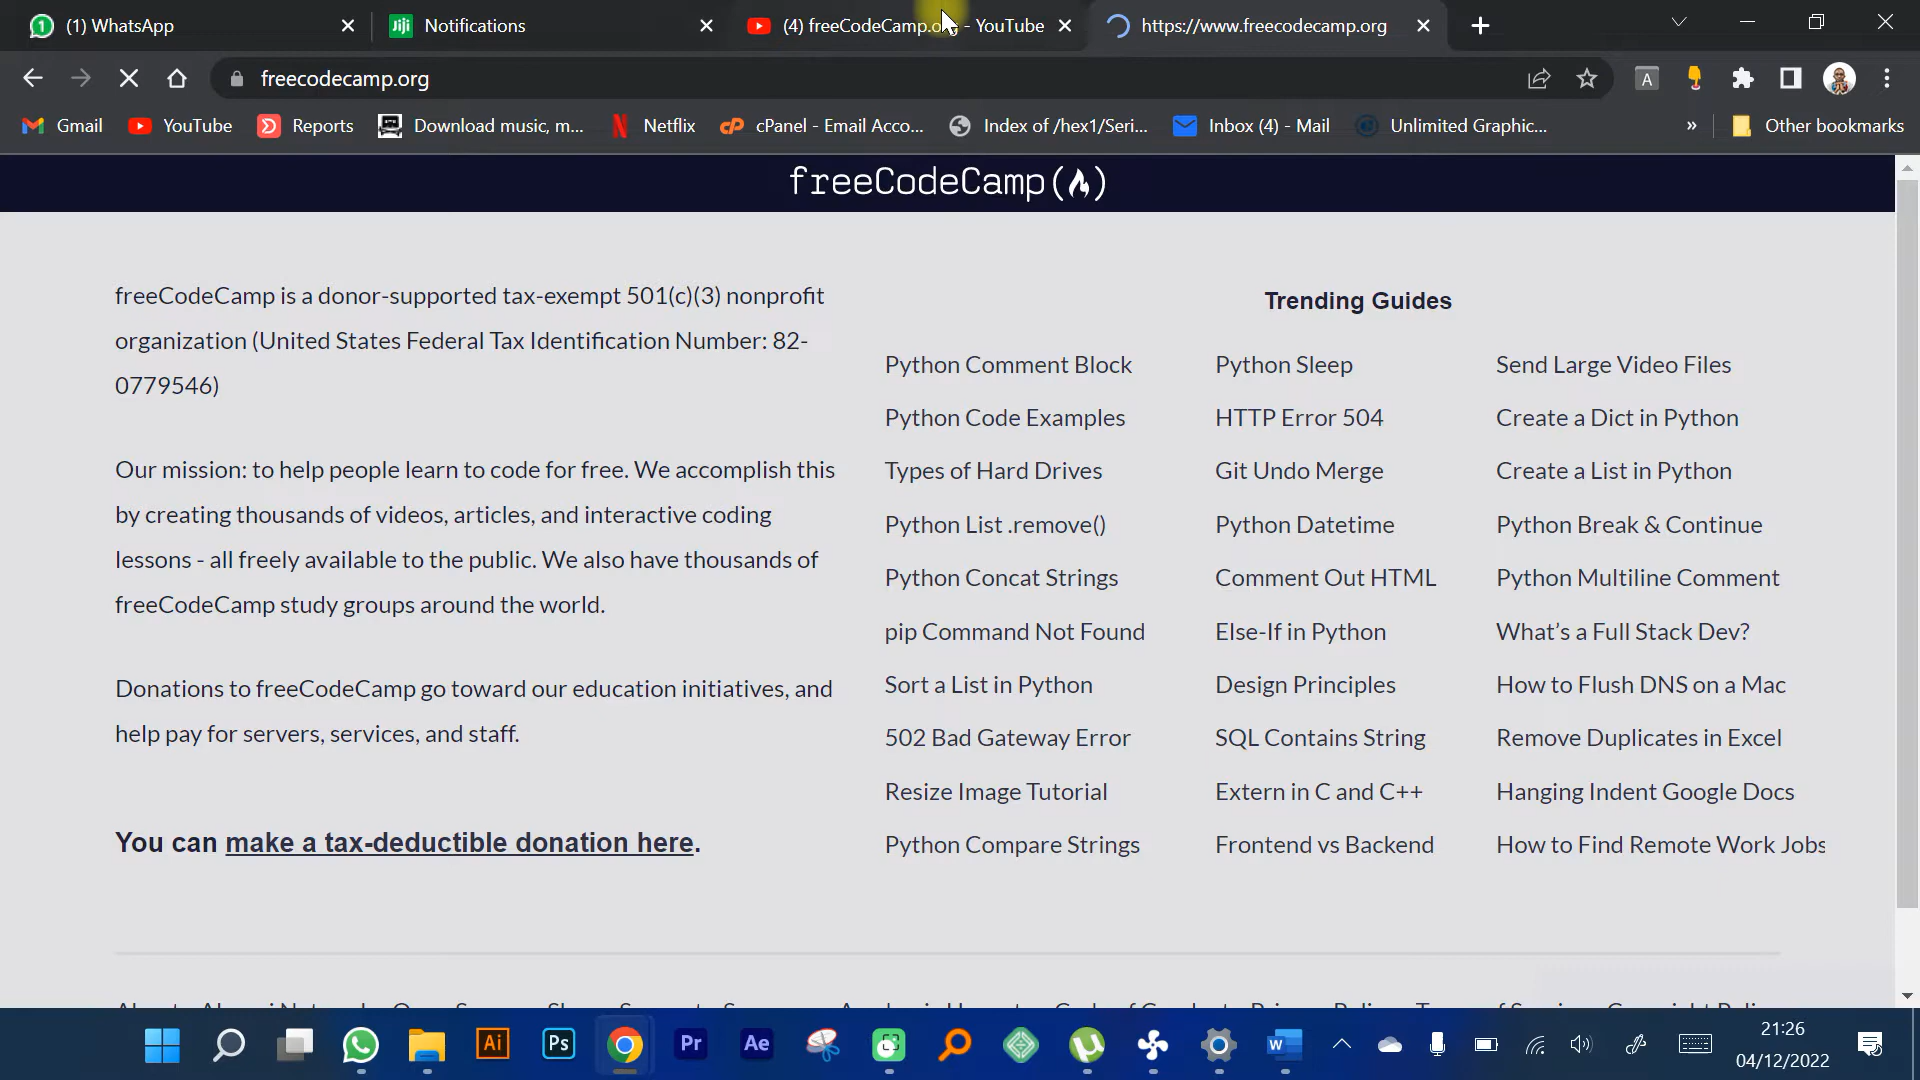 (1) WhatsApp
Notifications
(4) freeCodeCamp.o - YouTube
https://www.freecodecamp.org
freecodecamp.org
Gmail
YouTube
Reports
Download music, m...
Netflix
cPanel - Email Acco...
Index of /hex1/Seri...
Inbox (4) - Mail
Unlimited Graphic...
»
Other bookmarks
freeCodeCamp(🔥)
freeCodeCamp is a donor-supported tax-exempt 501(c)(3) nonprofit
organization (United States Federal Tax Identification Number: 82-
0779546)
Our mission: to help people learn to code for free. We accomplish this
by creating thousands of videos, articles, and interactive coding
lessons - all freely available to the public. We also have thousands of
freeCodeCamp study groups around the world.
Donations to freeCodeCamp go toward our education initiatives, and
help pay for servers, services, and staff.
You can make a tax-deductible donation here.
Trending Guides
Python Comment Block
Python Code Examples
Types of Hard Drives
Python List .remove()
Python Concat Strings
pip Command Not Found
Sort a List in Python
502 Bad Gateway Error
Resize Image Tutorial
Python Compare Strings
Python Sleep
HTTP Error 504
Git Undo Merge
Python Datetime
Comment Out HTML
Else-If in Python
Design Principles
SQL Contains String
Extern in C and C++
Frontend vs Backend
Send Large Video Files
Create a Dict in Python
Create a List in Python
Python Break & Continue
Python Multiline Comment
What's a Full Stack Dev?
How to Flush DNS on a Mac
Remove Duplicates in Excel
Hanging Indent Google Docs
How to Find Remote Work Jobs
Ai
Ps
Pr
Ae
21:26
04/12/2022